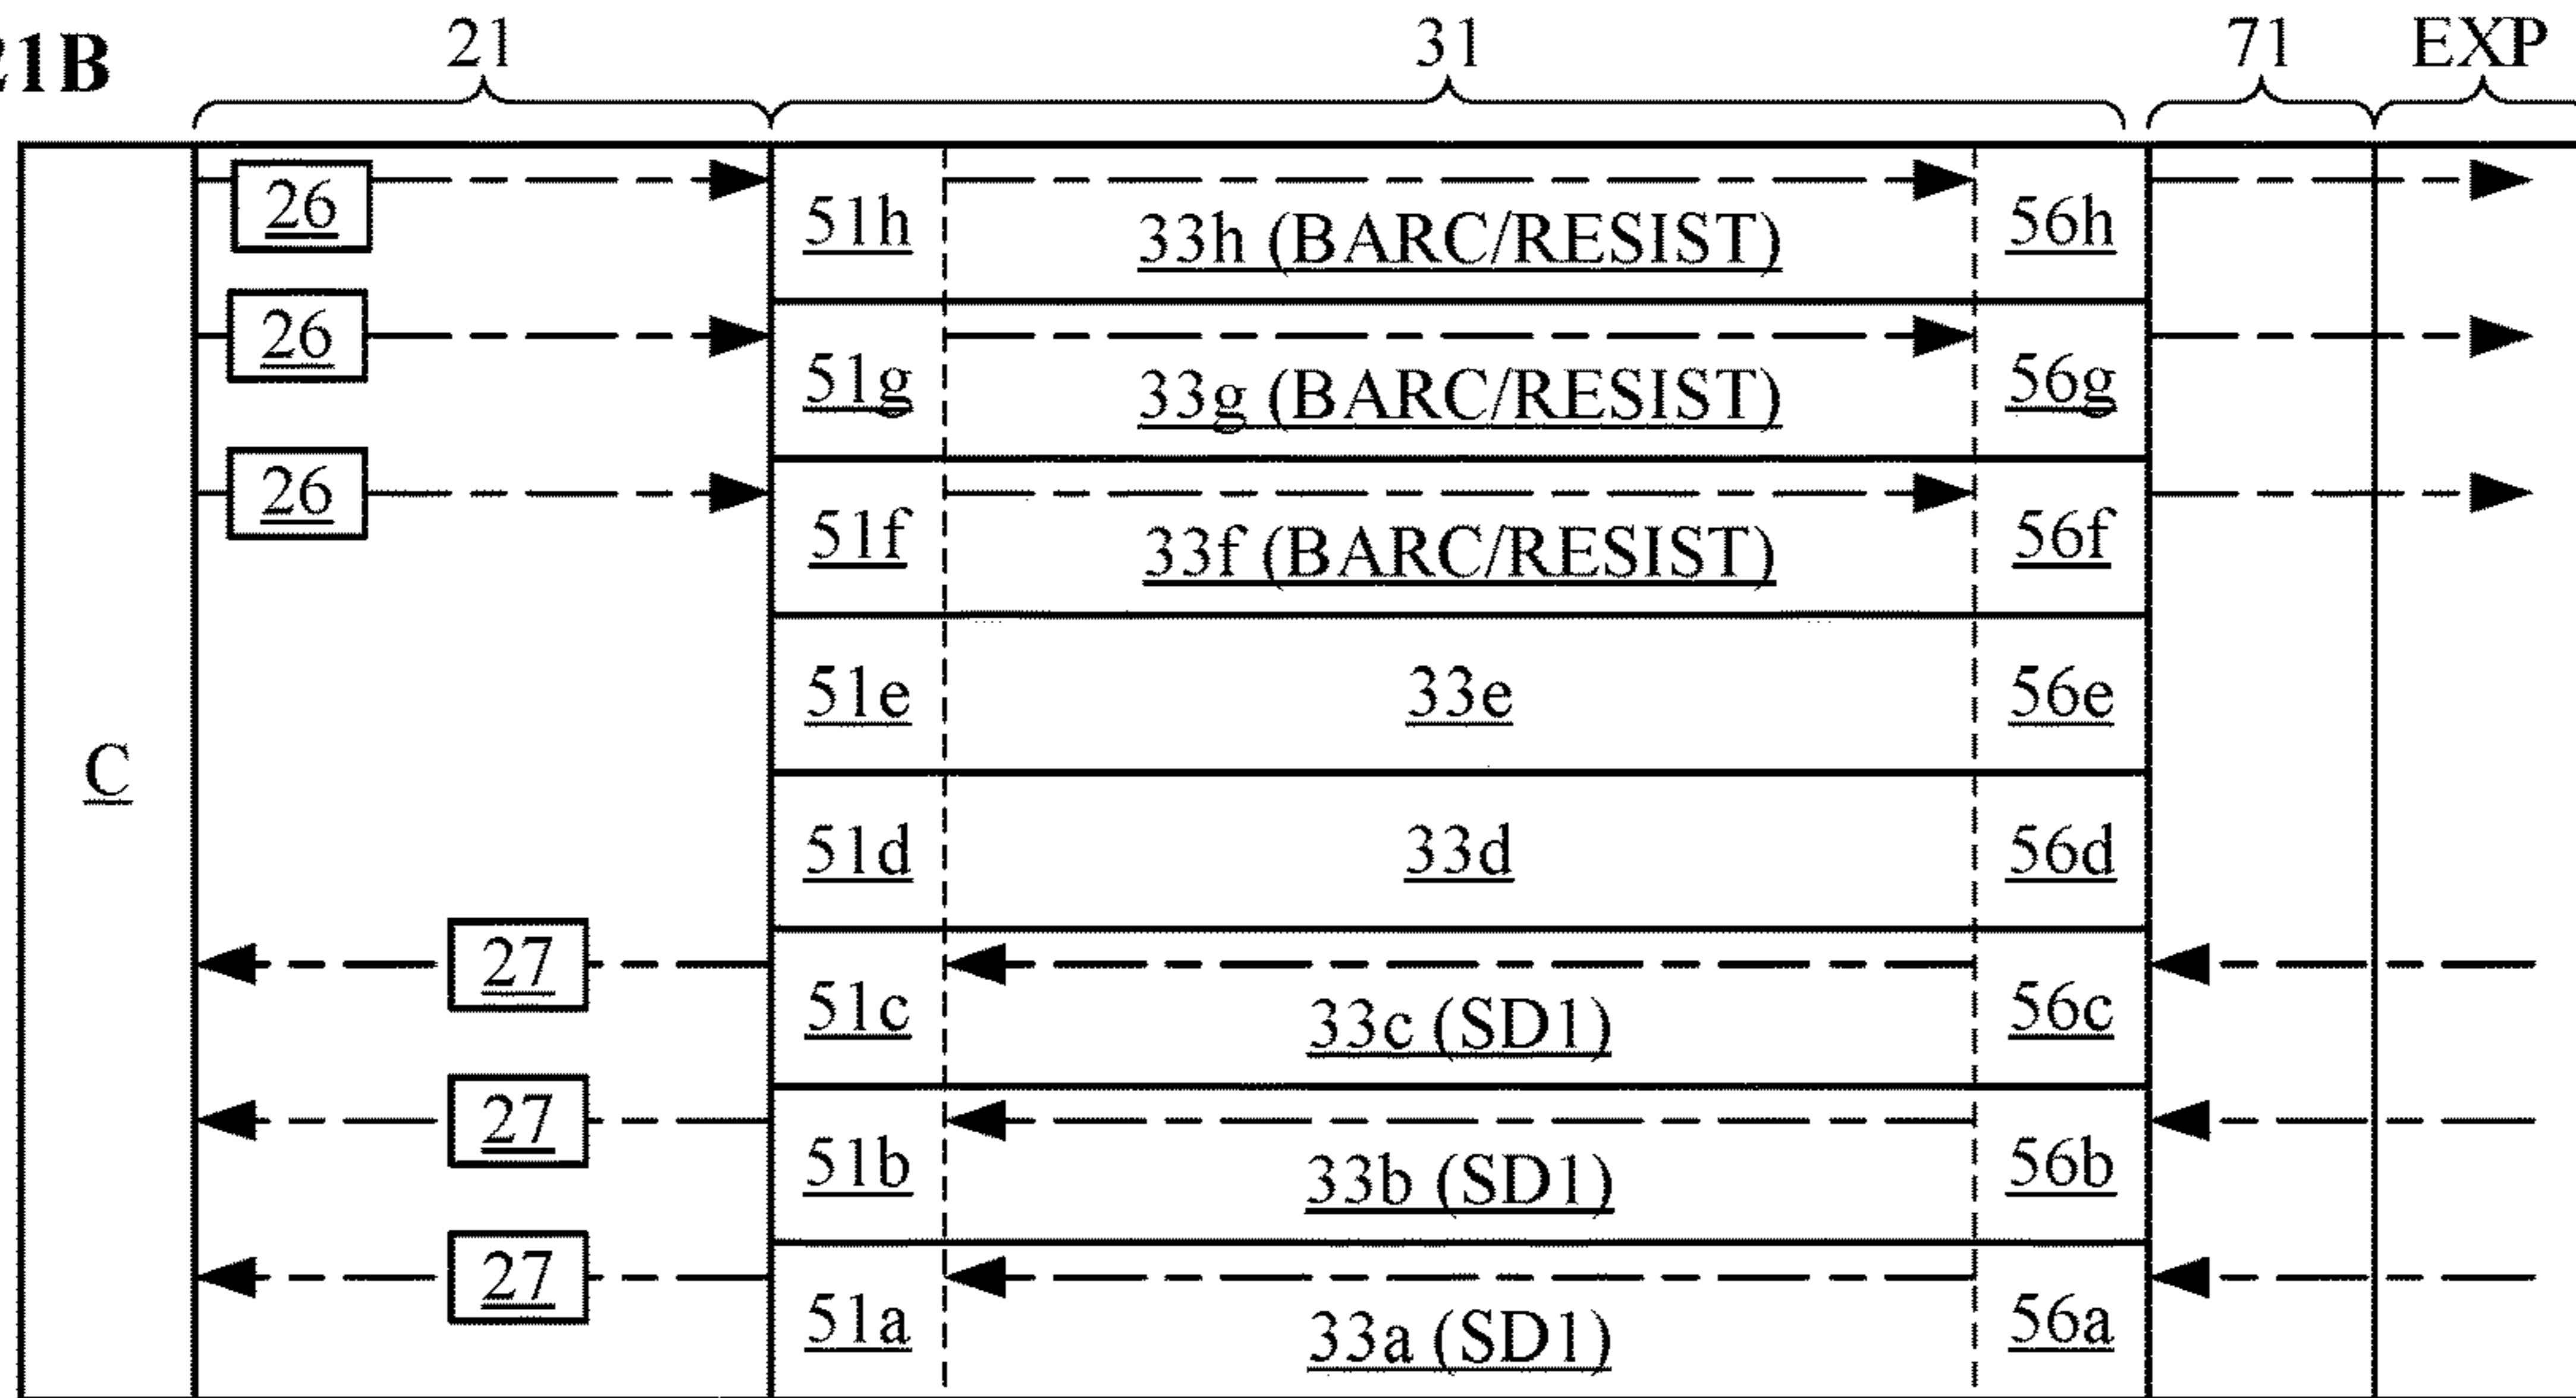 21B
21 31 71 EXP
26 51h 33h (BARC/RESIST) 56h
26 51g 33g (BARC/RESIST) 56g
26 51f 33f (BARC/RESIST) 56f
51e 33e 56e
C
51d 33d 56d
27 51c 33c (SD1) 56c
27 51b 33b (SD1) 56b
27 51a 33a (SD1) 56a